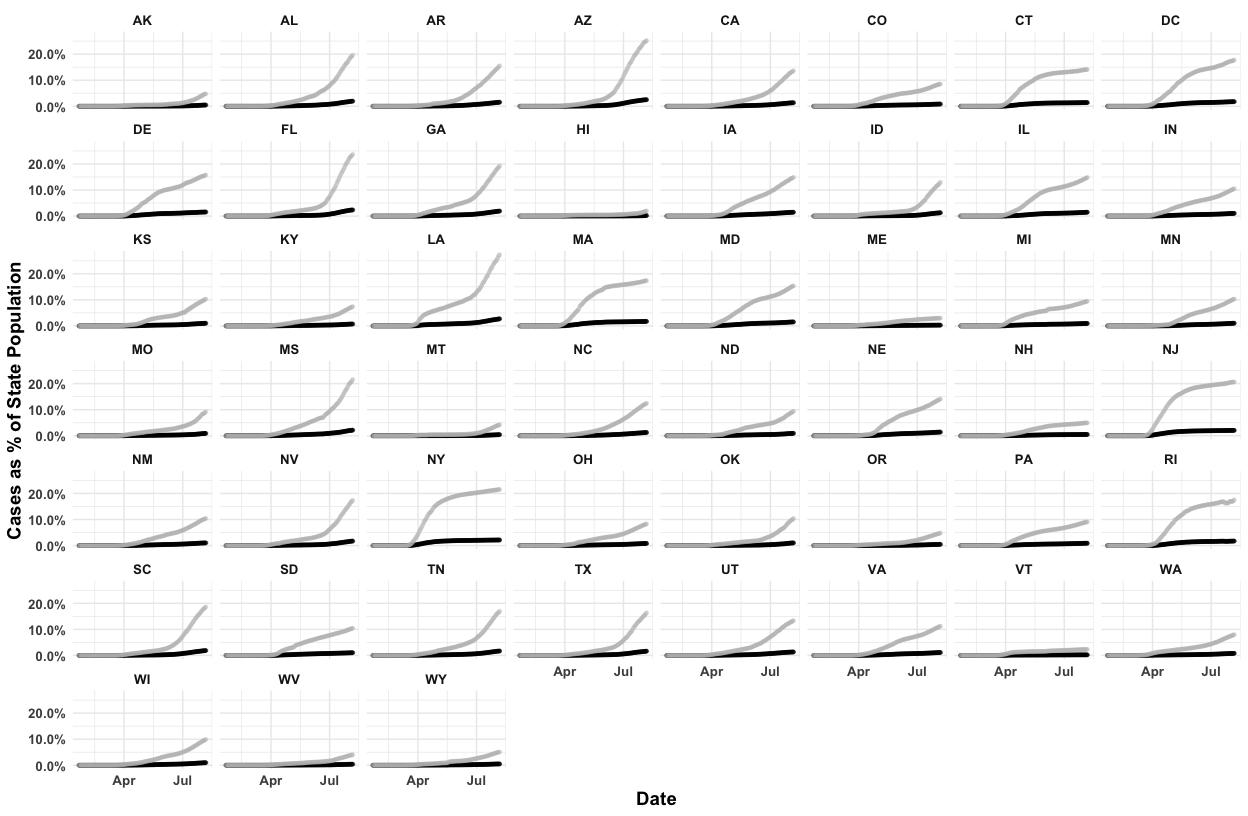 AK AL AR AZ CA CO CT DC
20.0%
10.0%
0.0%
DE FL GA HI IA ID IL IN
20.0%
10.0%
0.0%
KS KY LA MA MD ME MI MN
20.0%
10.0%
0.0%
MO MS MT NC ND NE NH NJ
20.0%
10.0%
0.0%
NM NV NY OH OK OR PA RI
20.0%
10.0%
0.0%
SC SD TN TX UT VA VT WA
20.0%
10.0%
0.0%
Apr Jul Apr Jul Apr Jul Apr Jul Apr Jul
WI WV WY
20.0%
10.0%
0.0%
Apr Jul Apr Jul Apr Jul
Cases as % of State Population
Date